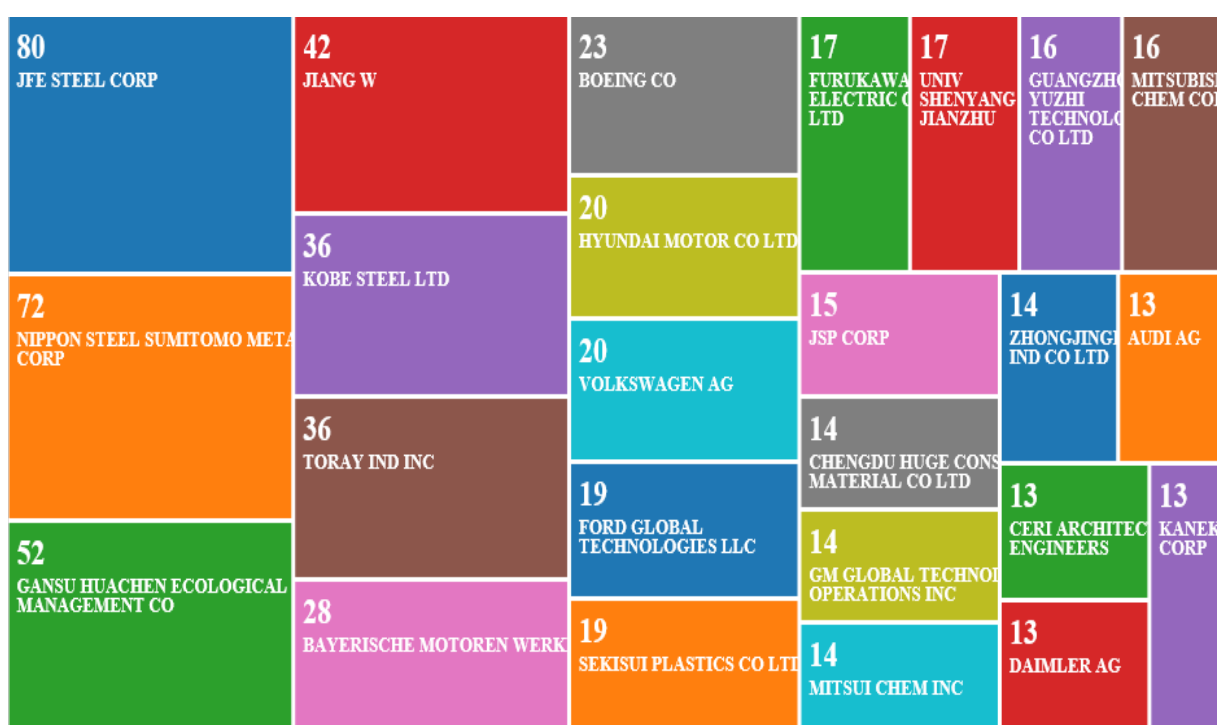 80
JFE STEEL CORP
72
NIPPON STEEL SUMITOMO META
CORP
52
GANSU HUACHEN ECOLOGICAL
MANAGEMENT CO
42
JIANG W
36
KOBE STEEL LTD
36
TORAY IND INC
28
BAYERISCHE MOTOREN WERK
23
BOEING CO
20
HYUNDAI MOTOR CO LTD
20
VOLKSWAGEN AG
19
FORD GLOBAL
TECHNOLOGIES LLC
19
SEKISUI PLASTICS CO LTD
17
FURUKAWA
ELECTRIC C
LTD
17
UNIV
SHENYANG
JIANZHU
16
GUANGZHO
YUZHI
TECHNOLO
CO LTD
16
MITSUBIS
CHEM CO
15
JSP CORP
14
CHENGDU HUGE CONS
MATERIAL CO LTD
14
GM GLOBAL TECHNOL
OPERATIONS INC
14
MITSUI CHEM INC
14
ZHONGJING
IND CO LTD
13
AUDI AG
13
CERI ARCHITEC
ENGINEERS
13
DAIMLER AG
13
KANEK
CORP